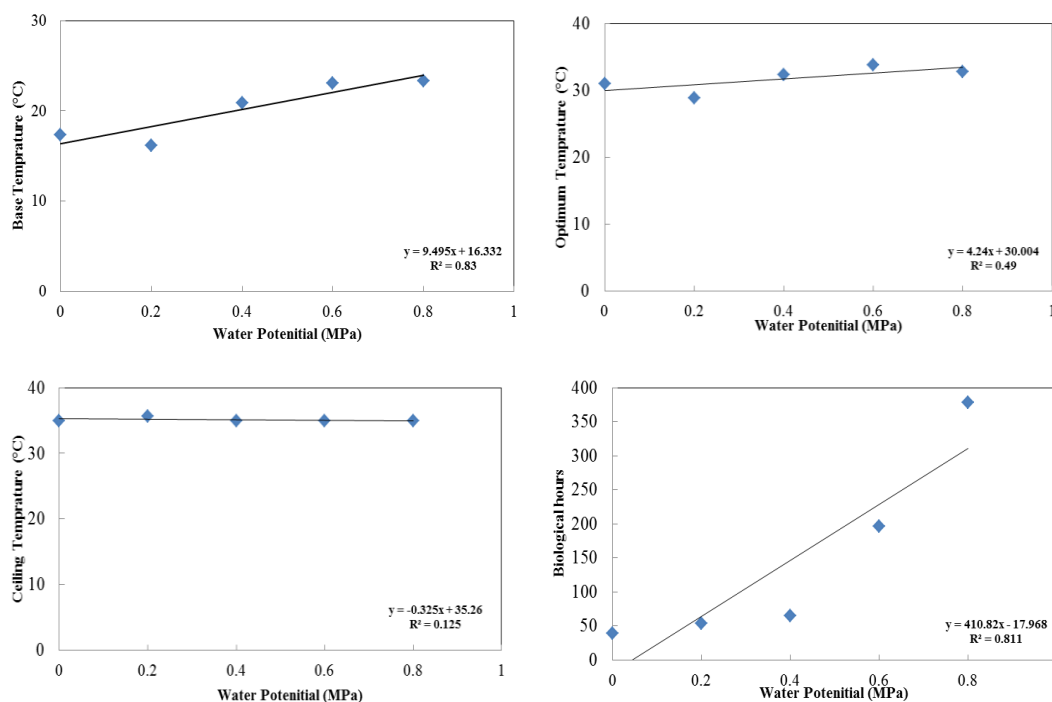 30
20
10
0
Base Temprature (°C)
y = 9.495x + 16.332
R² = 0.83
0 0.2 0.4 0.6 0.8 1
Water Potenitial (MPa)
40
30
20
10
0
Optimum Temprature (°C)
y = 4.24x + 30.004
R² = 0.49
0 0.2 0.4 0.6 0.8 1
Water Potenitial (MPa)
40
30
20
10
0
Ceiling Temprature (°C)
y = -0.325x + 35.26
R² = 0.125
0 0.2 0.4 0.6 0.8 1
Water Potenitial (MPa)
400
350
300
250
200
150
100
50
0
Biological hours
y = 410.82x - 17.968
R² = 0.811
0 0.2 0.4 0.6 0.8
Water Potenitial (MPa)